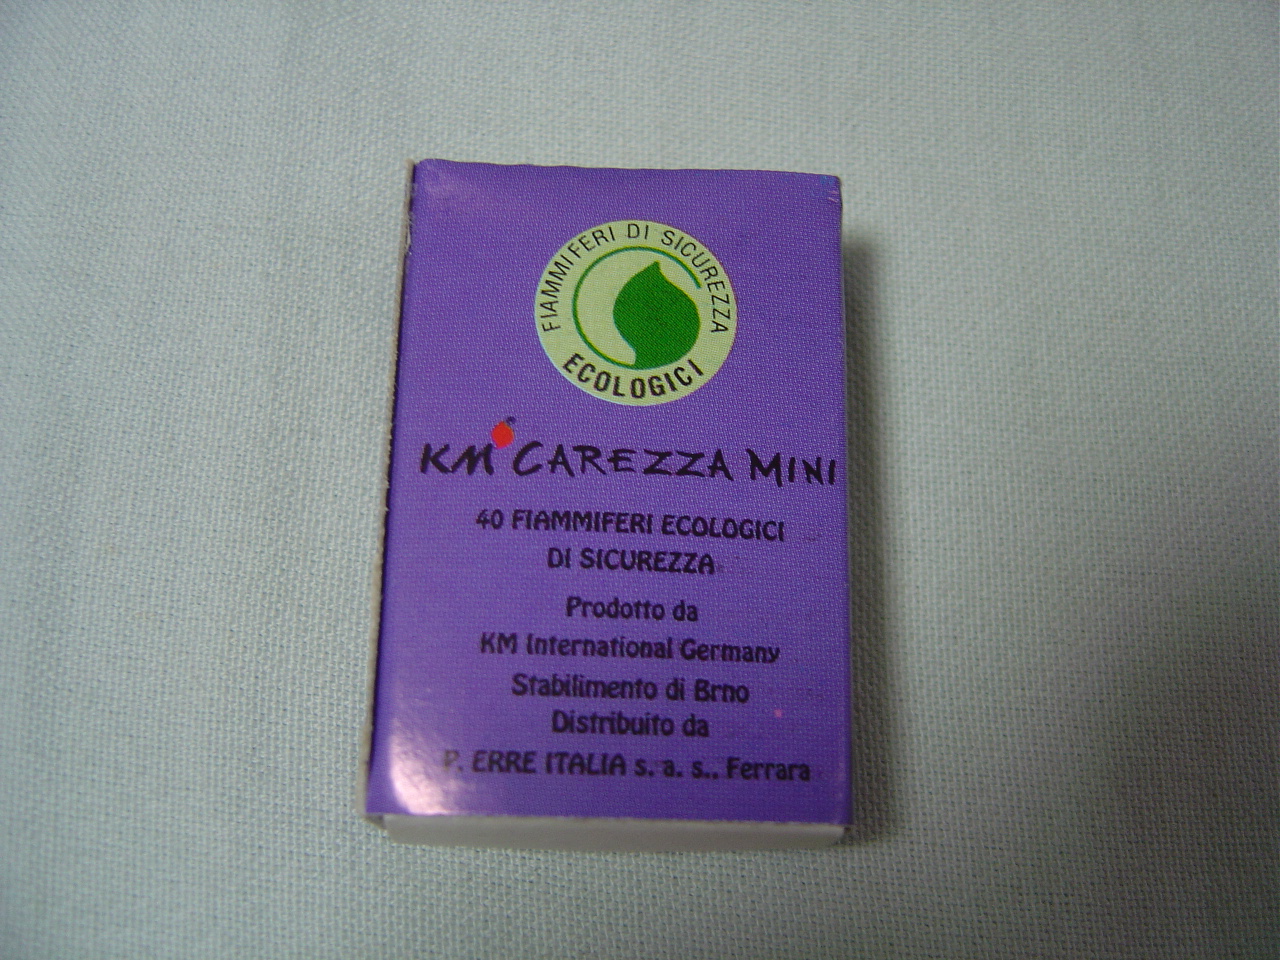 FIAMMIFERI DI SICUREZZA
ECOLOGICI
KM CAREZZA MINI
40 FIAMMIFERI ECOLOGICI
DI SICUREZZA
Prodotto da
KM International Germany
Stabilimento di Brno
Distribuito da
P. ERRE ITALIA s. a. s.. Ferrara